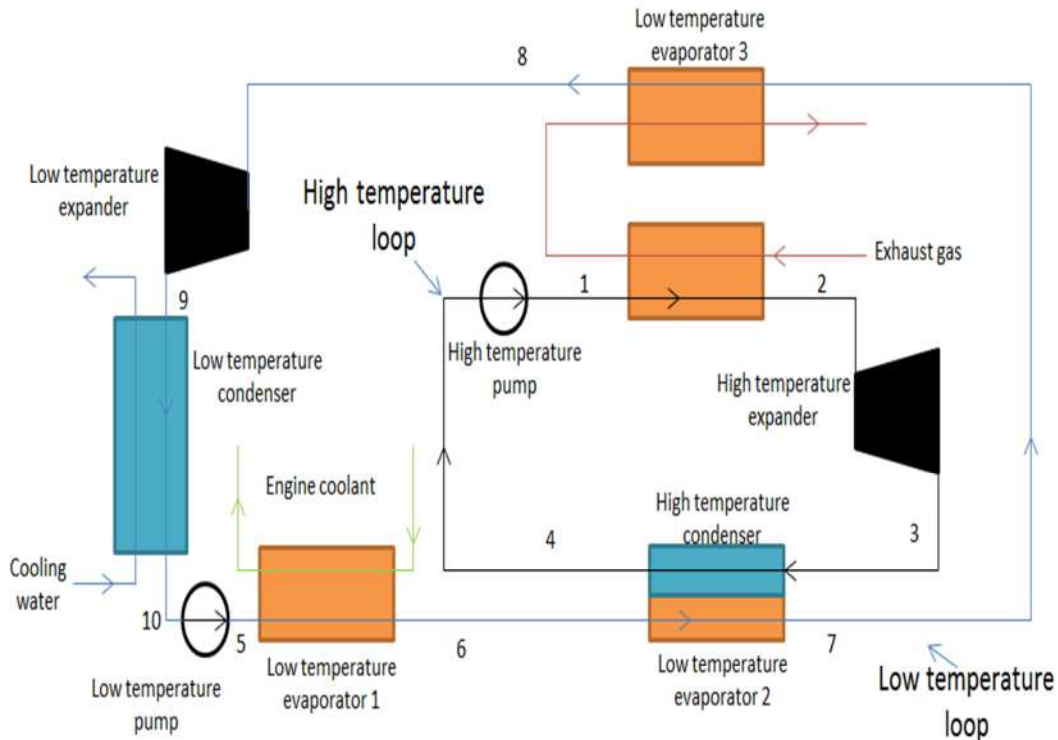 Low temperature
evaporator 3
8
Low temperature
expander
High temperature
loop
Exhaust gas
1
2
9
High temperature
pump
Low temperature
condenser
High temperature
expander
Engine coolant
High temperature
condenser
4
3
Cooling
water
10
5
6
7
Low temperature
evaporator 1
Low temperature
evaporator 2
Low temperature
pump
Low temperature
loop